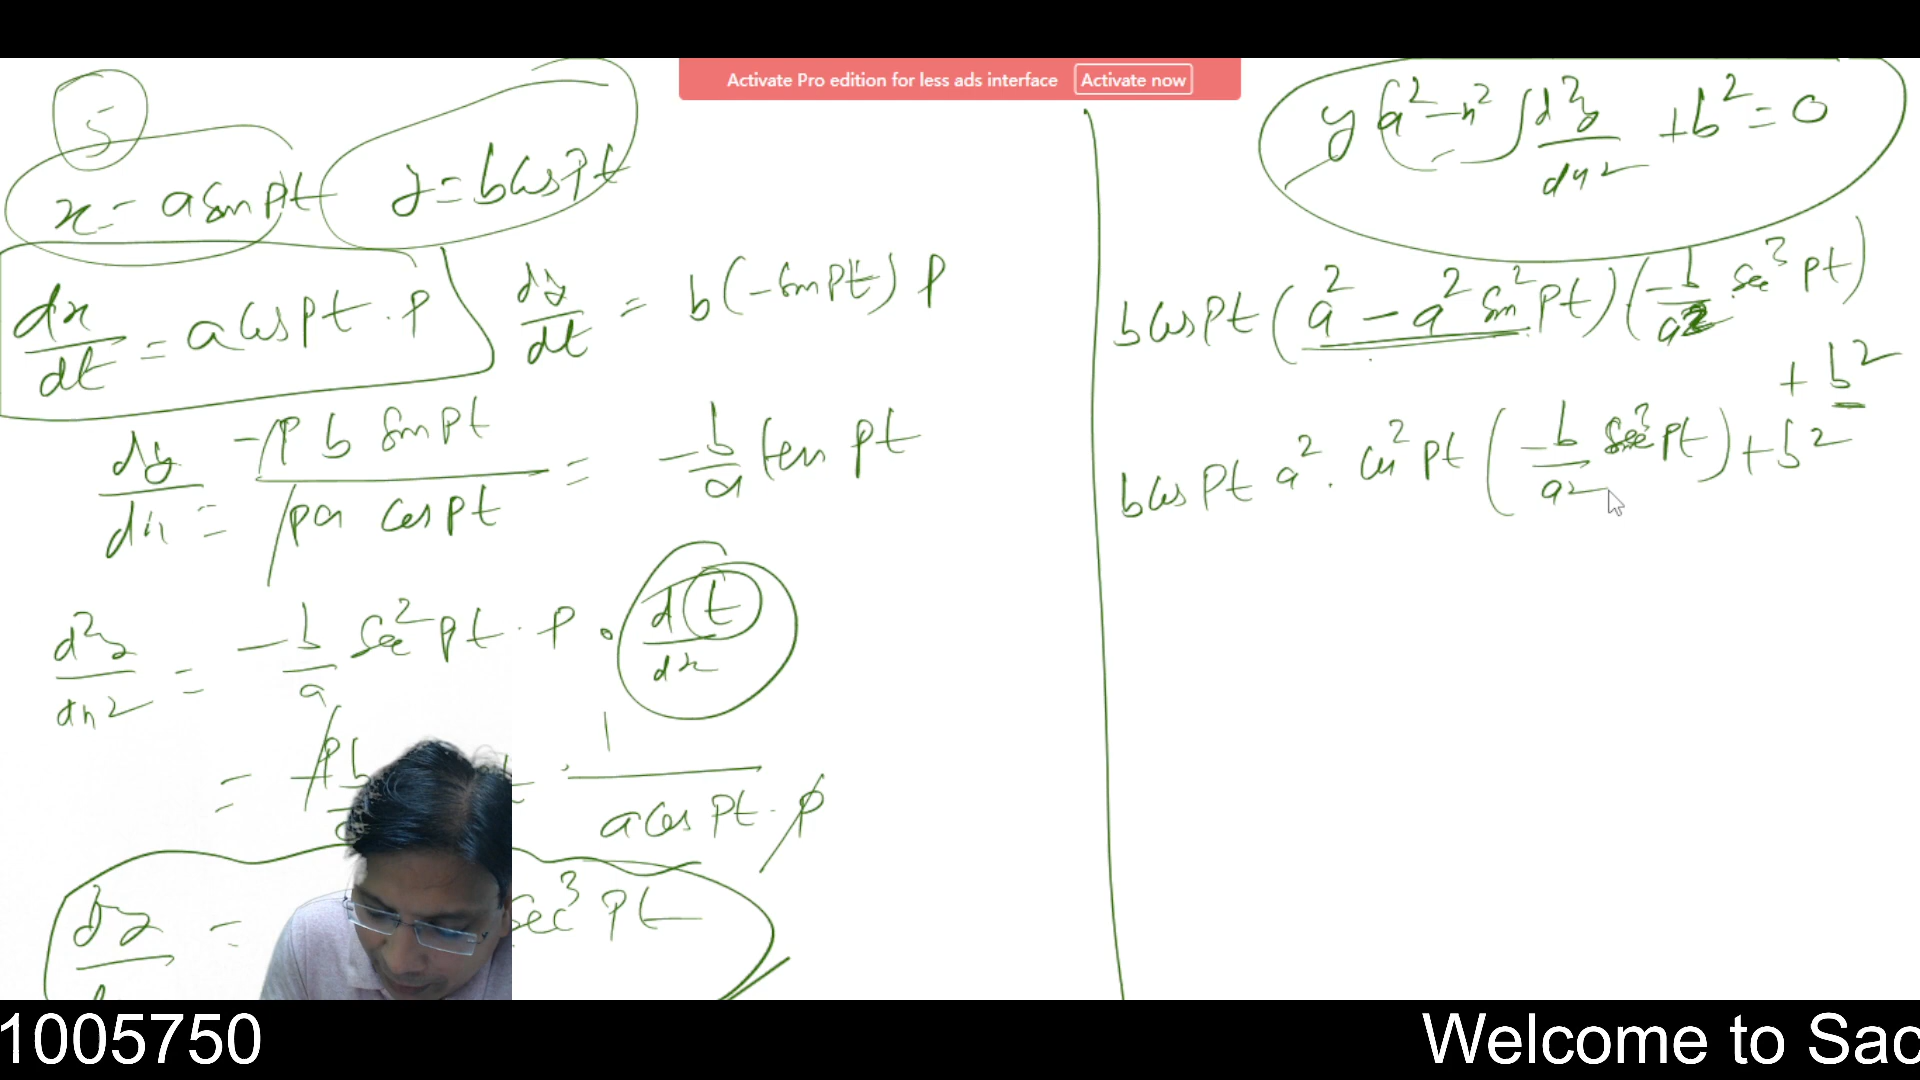 Activate Pro edition for less ads interface Activate now
5
x = a sin pt y = b cos pt
dx/dt = a cos pt . p dy/dt = b (- sin pt) p
dy/dx = -p b sin pt / pa cos pt = -b/a tan pt
d²y/dx² = -b/a sec² pt . p . d(t)/dx
= -pb 1 / a cos pt . p
d²y = sec³ pt
y (a² - x²) d²y/dx² + b² = 0
b cos pt (a² - a² sin² pt) . (-b/a² sec³ pt)
+ b²
b cos pt a² . cos² pt (-b/a² sec³ pt) + b²
1005750
Welcome to Sac